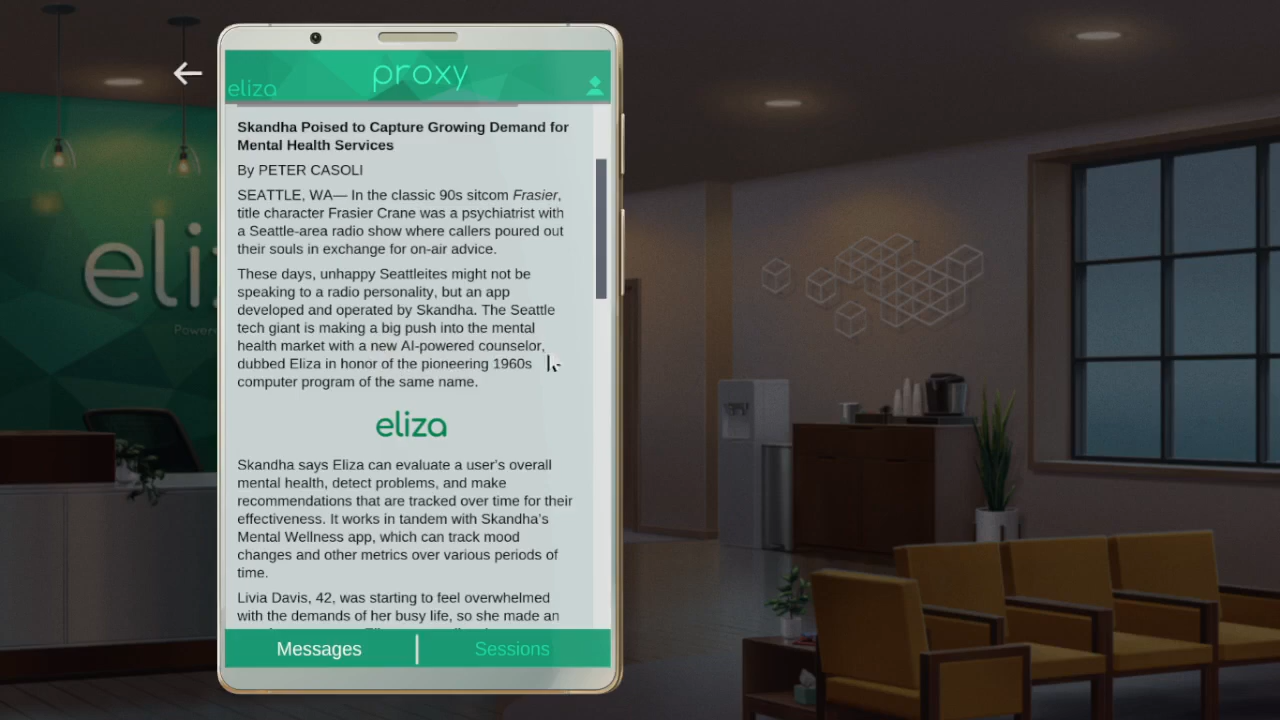 proxy
eliza
Skandha Poised to Capture Growing Demand for
Mental Health Services
By PETER CASOLI
SEATTLE, WA— In the classic 90s sitcom Frasier,
title character Frasier Crane was a psychiatrist with
a Seattle-area radio show where callers poured out
their souls in exchange for on-air advice.
These days, unhappy Seattleites might not be
speaking to a radio personality, but an app
developed and operated by Skandha. The Seattle
tech giant is making a big push into the mental
health market with a new AI-powered counselor,
dubbed Eliza in honor of the pioneering 1960s
computer program of the same name.
eliza
Skandha says Eliza can evaluate a user's overall
mental health, detect problems, and make
recommendations that are tracked over time for their
effectiveness. It works in tandem with Skandha's
Mental Wellness app, which can track mood
changes and other metrics over various periods of
time.
Livia Davis, 42, was starting to feel overwhelmed
with the demands of her busy life, so she made an
Messages
Sessions
eli
Powere